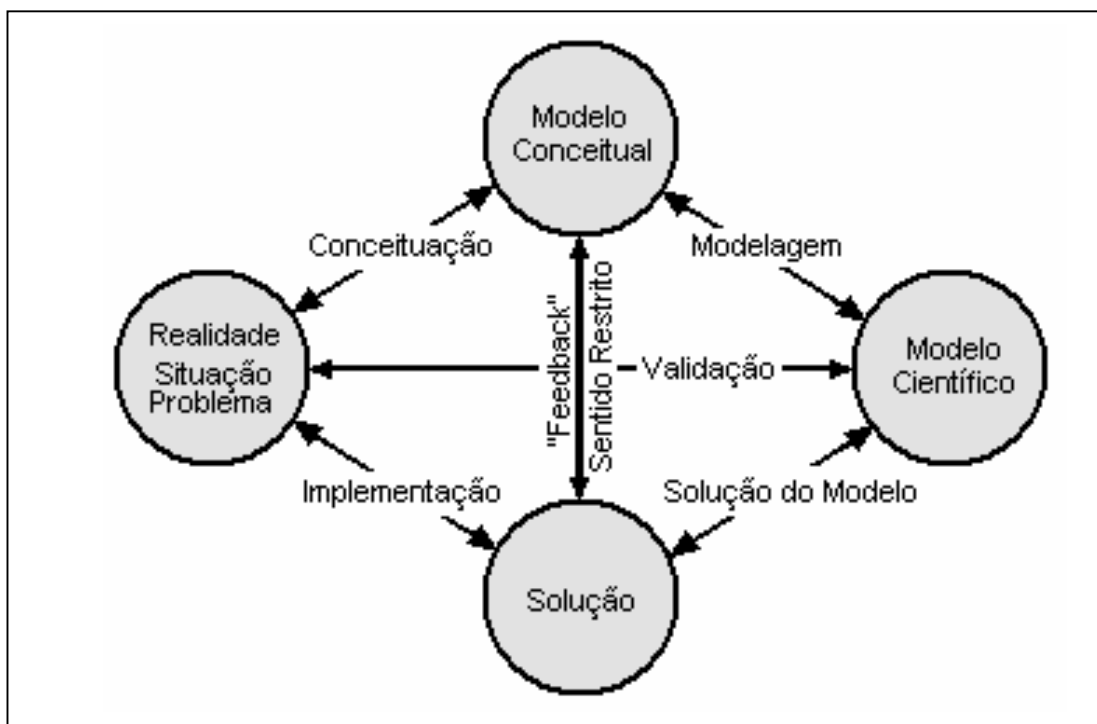 Modelo
Conceitual
Conceituação
Modelagem
Realidade
Situação
Problema
"Feedback"
Sentido Restrito
Validação
Modelo
Científico
Implementação
Solução do Modelo
Solução